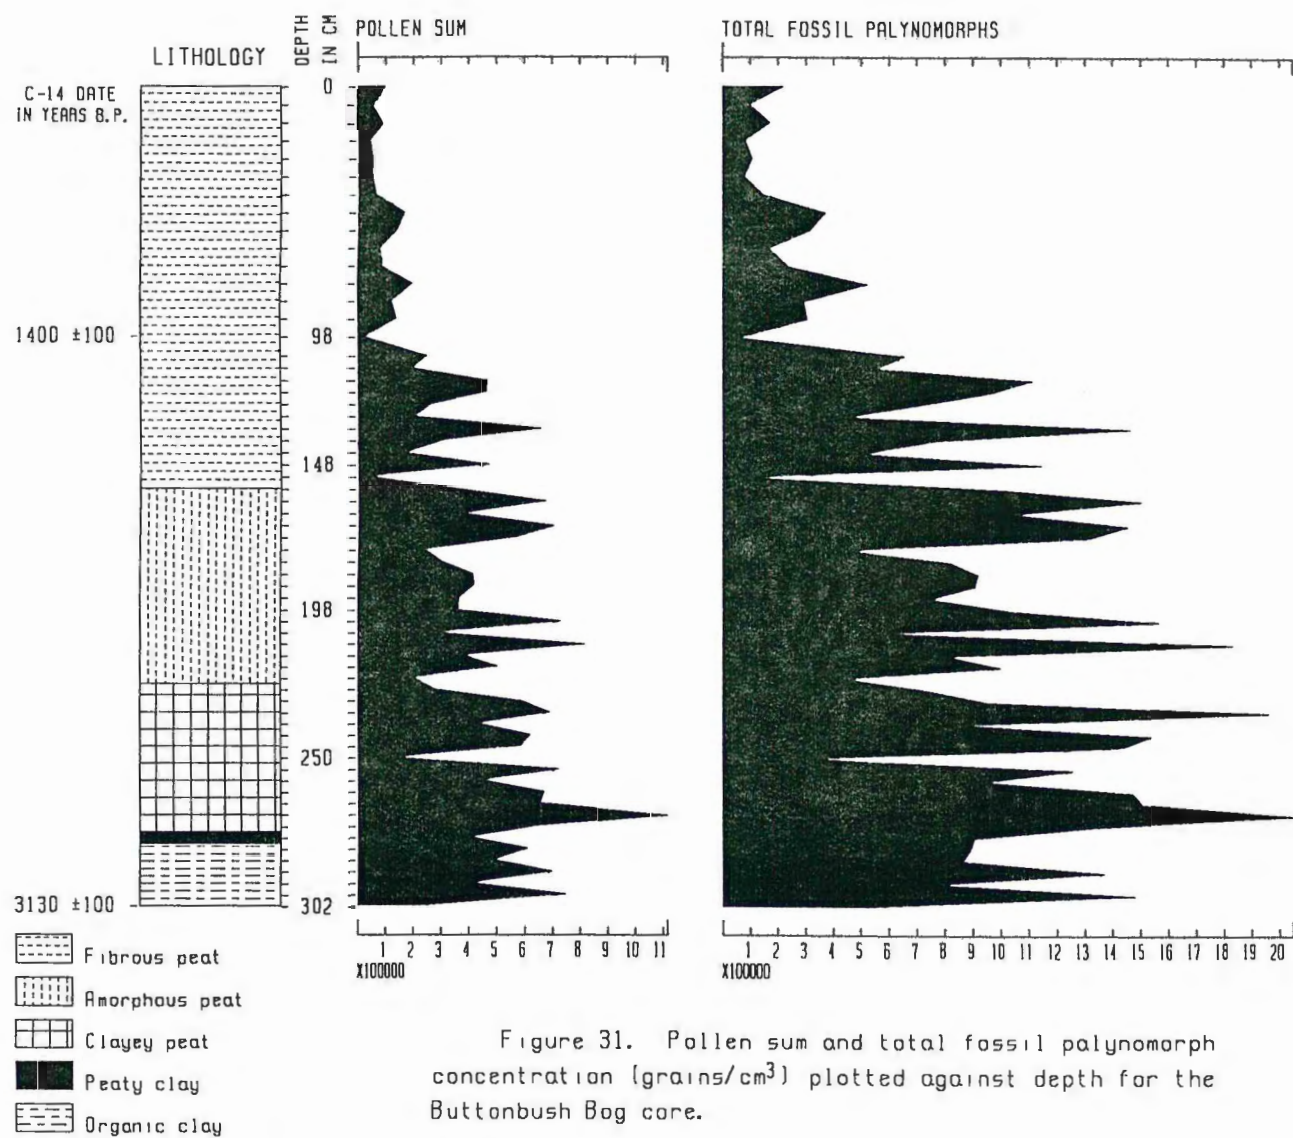 POLLEN SUM
TOTAL FOSSIL PALYNOMORPHS
LITHOLOGY
DEPTH
IN CM
C-14 DATE
IN YEARS B.P.
0
1400 ±100
98
148
198
250
3130 ±100
302
1 2 3 4 5 6 7 8 9 10 11
X100000
1 2 3 4 5 6 7 8 9 10 11 12 13 14 15 16 17 18 19 20
X100000
Fibrous peat
Amorphous peat
Clayey peat
Peaty clay
Organic clay
Figure 31. Pollen sum and total fossil palynomorph
concentration (grains/cm³) plotted against depth for the
Buttonbush Bog core.